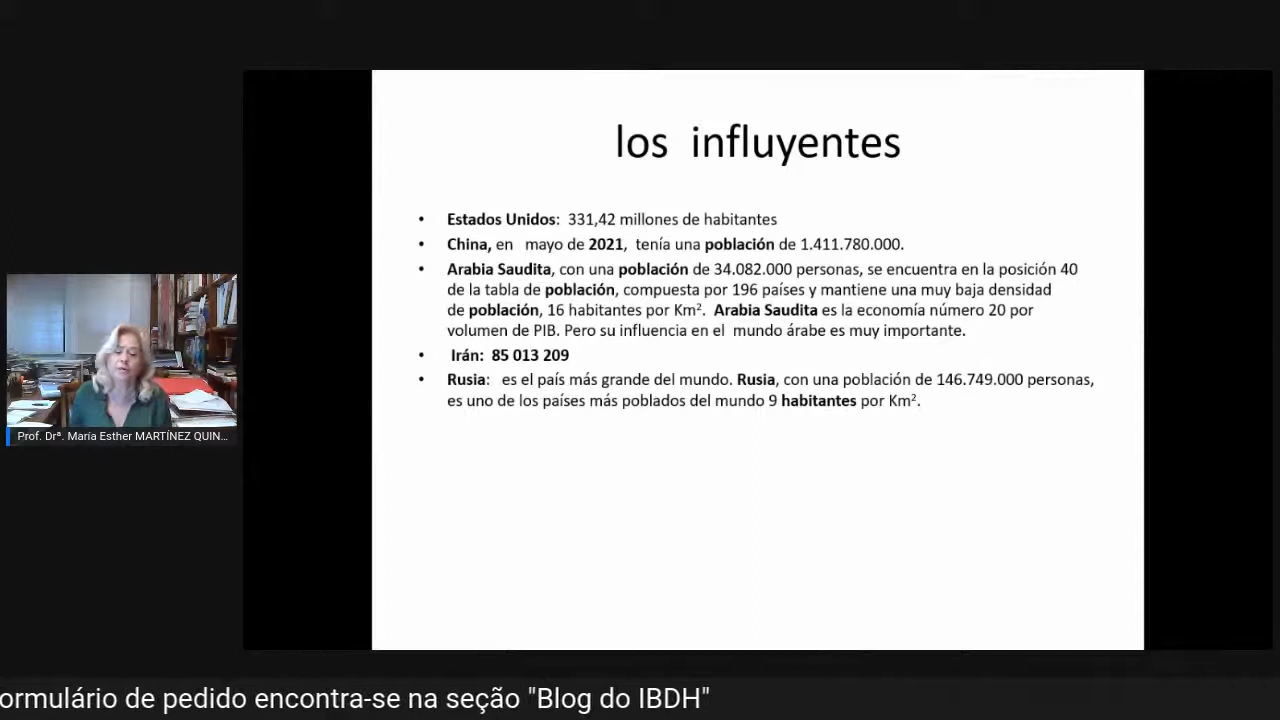 los influyentes
• Estados Unidos: 331,42 millones de habitantes
• China, en mayo de 2021, tenía una población de 1.411.780.000.
• Arabia Saudita, con una población de 34.082.000 personas, se encuentra en la posición 40
de la tabla de población, compuesta por 196 países y mantiene una muy baja densidad
de población, 16 habitantes por Km². Arabia Saudita es la economía número 20 por
volumen de PIB. Pero su influencia en el mundo árabe es muy importante.
• Irán: 85 013 209
• Rusia: es el país más grande del mundo. Rusia, con una población de 146.749.000 personas,
es uno de los países más poblados del mundo 9 habitantes por Km².
Prof. Drª. María Esther MARTÍNEZ QUIN...
ormulário de pedido encontra-se na seção "Blog do IBDH"